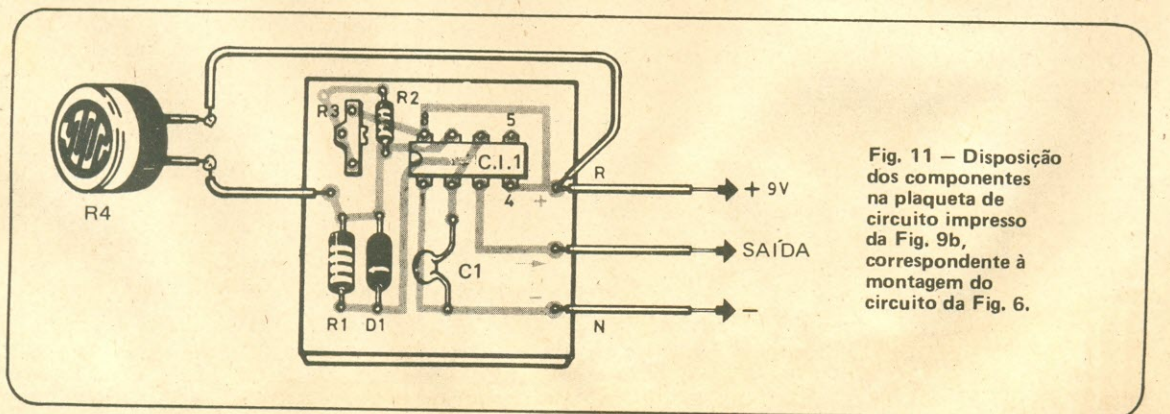 R4
R3
R2
8
5
C.I.1
1
4
C1
R1
D1
R
+
+ 9V
→
SAÍDA
−
N
−
Fig. 11 — Disposição
dos componentes
na plaqueta de
circuito impresso
da Fig. 9b,
correspondente à
montagem do
circuito da Fig. 6.